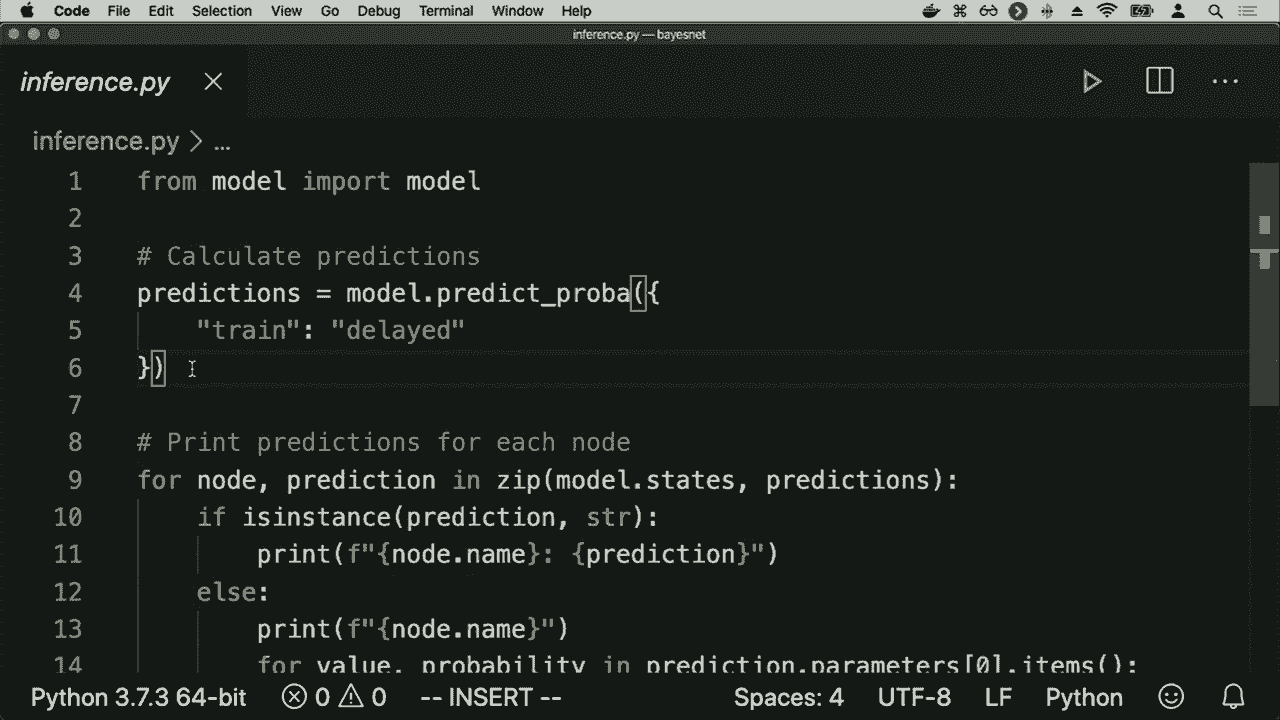 Code File Edit Selection View Go Debug Terminal Window Help
inference.py — bayesnet
inference.py
inference.py > ...
1 from model import model
2
3 # Calculate predictions
4 predictions = model.predict_proba({
5     "train": "delayed"
6 })
7
8 # Print predictions for each node
9 for node, prediction in zip(model.states, predictions):
10     if isinstance(prediction, str):
11         print(f"{node.name}: {prediction}")
12     else:
13         print(f"{node.name}")
14         for value, probability in prediction.parameters[0].items():
Python 3.7.3 64-bit 0 0 -- INSERT -- Spaces: 4 UTF-8 LF Python